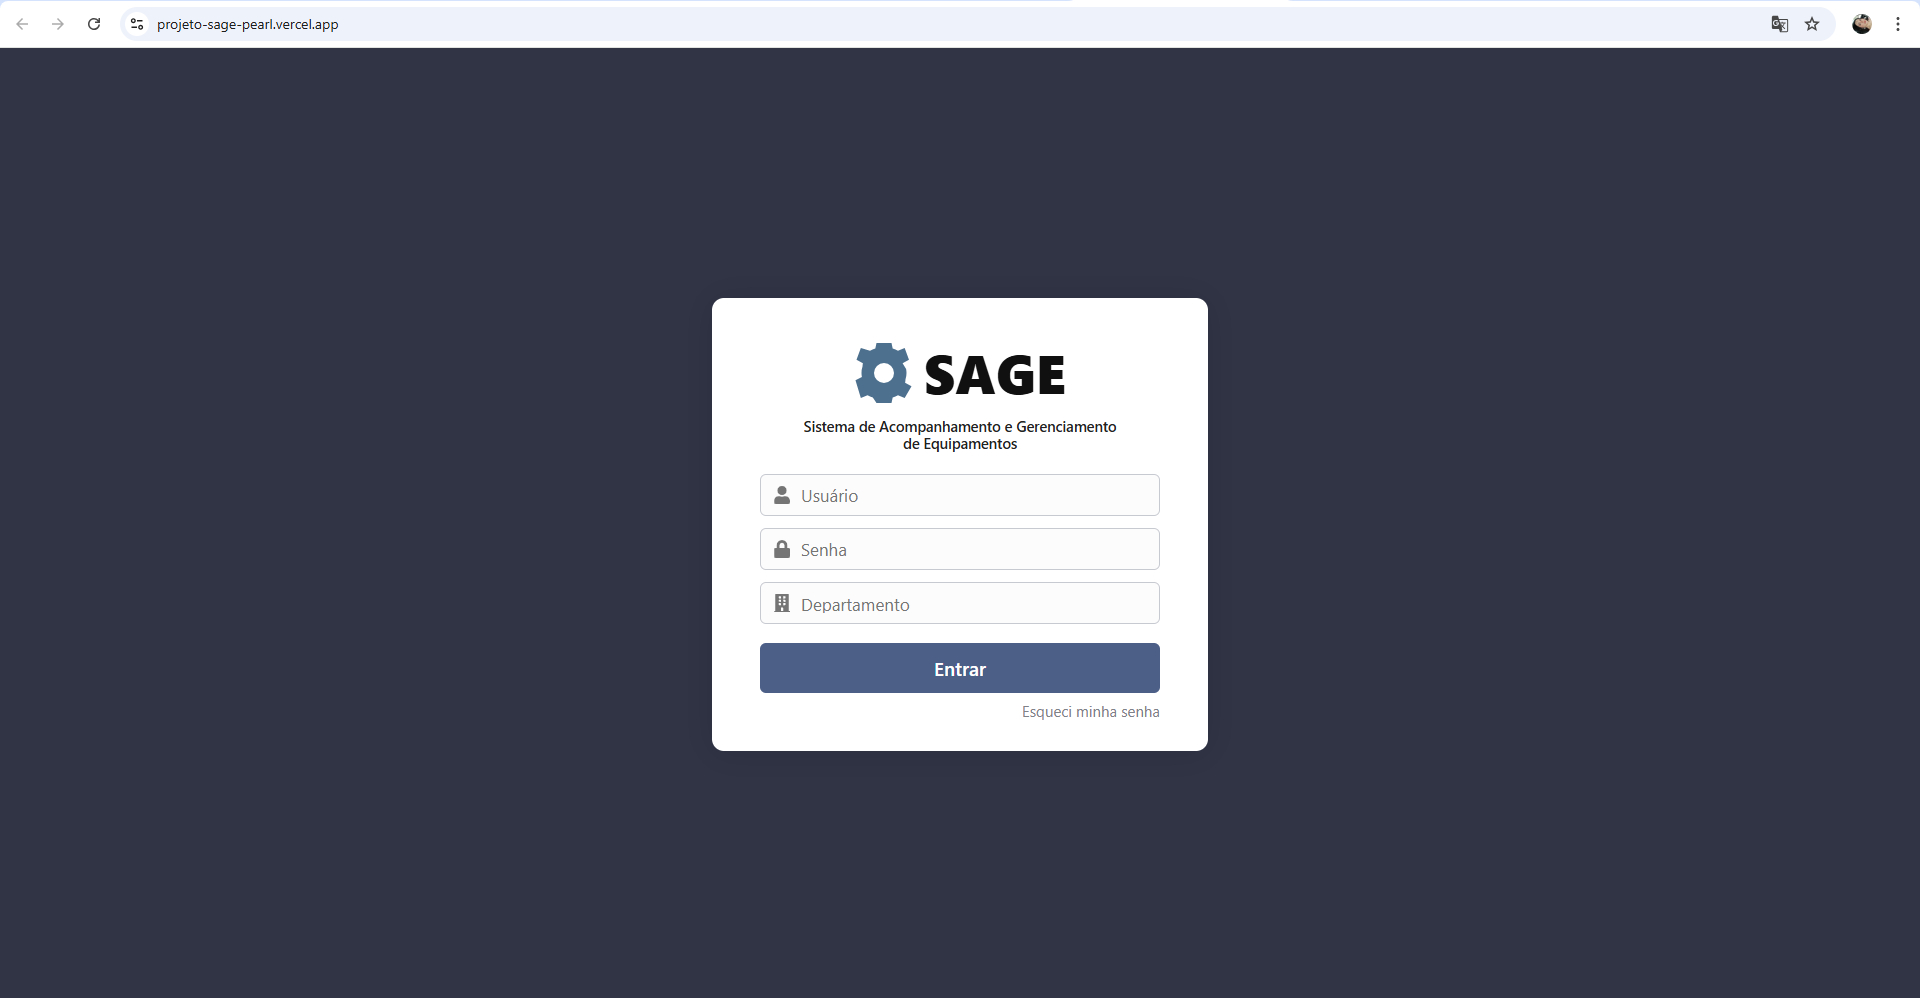 projeto-sage-pearl.vercel.app
SAGE
Sistema de Acompanhamento e Gerenciamento
de Equipamentos
Usuário
Senha
Departamento
Entrar
Esqueci minha senha